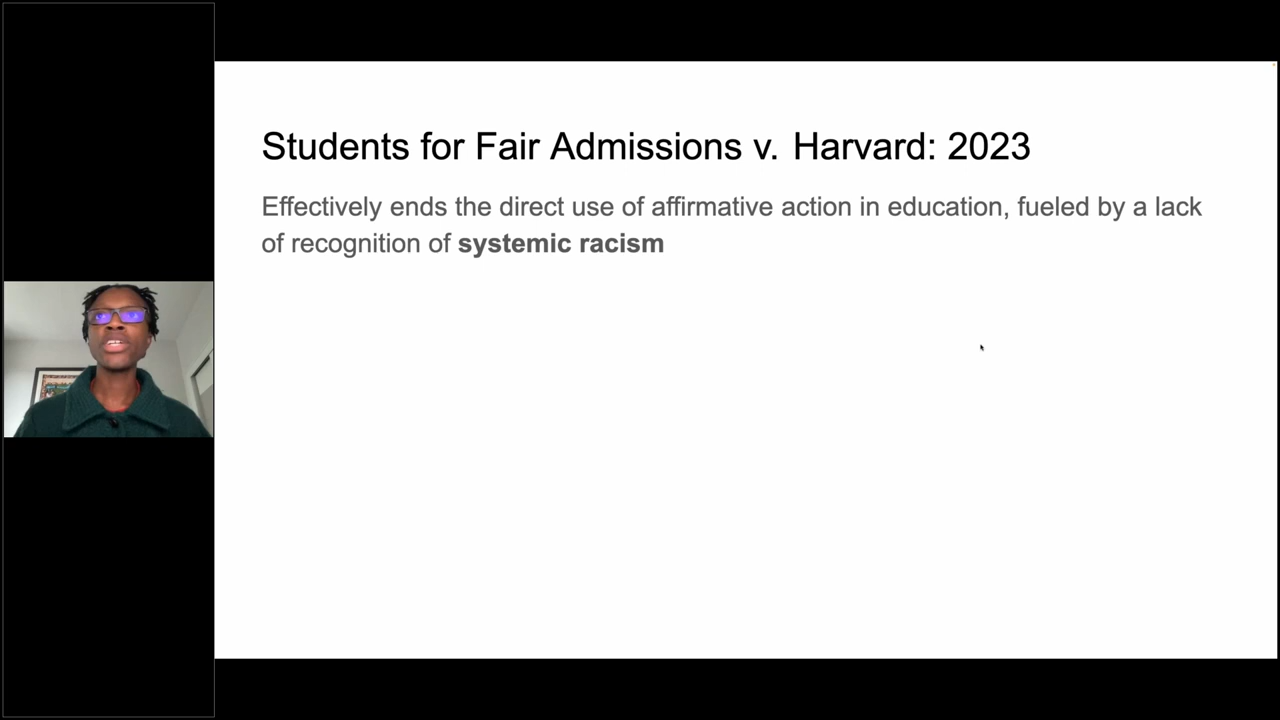 Students for Fair Admissions v. Harvard: 2023
Effectively ends the direct use of affirmative action in education, fueled by a lack
of recognition of systemic racism